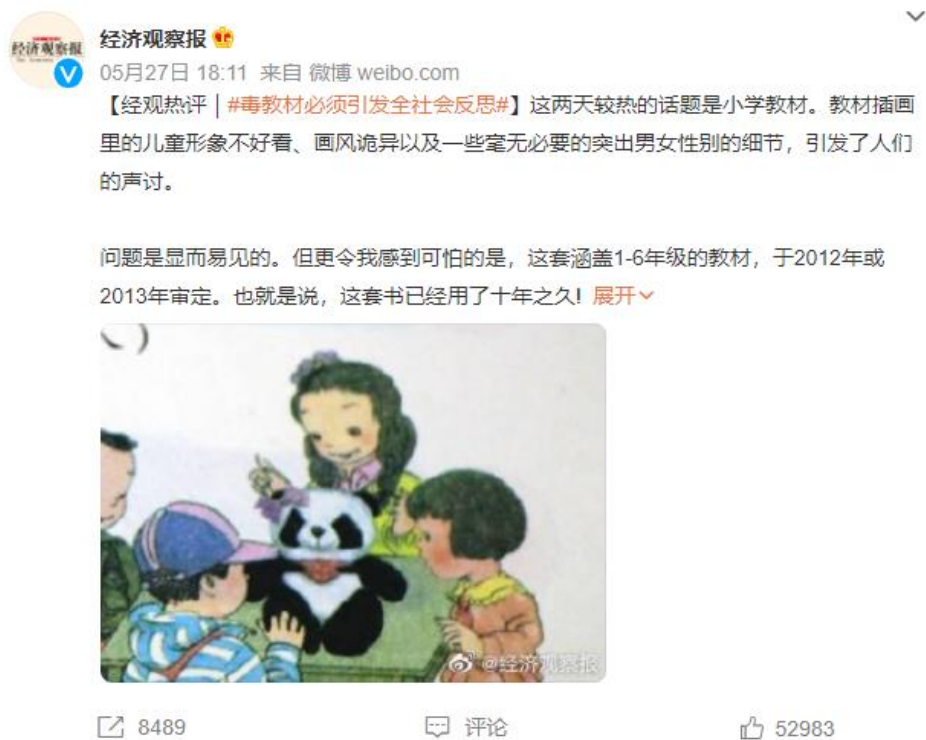 经济观察报
经济观察报
05月27日 18:11 来自 微博 weibo.com
【经观热评 | #毒教材必须引发全社会反思#】这两天较热的话题是小学教材。教材插画
里的儿童形象不好看、画风诡异以及一些毫无必要的突出男女性别的细节，引发了人们
的声讨。
问题是显而易见的。但更令我感到可怕的是，这套涵盖1-6年级的教材，于2012年或
2013年审定。也就是说，这套书已经用了十年之久! 展开
@经济观察报
8489
评论
52983